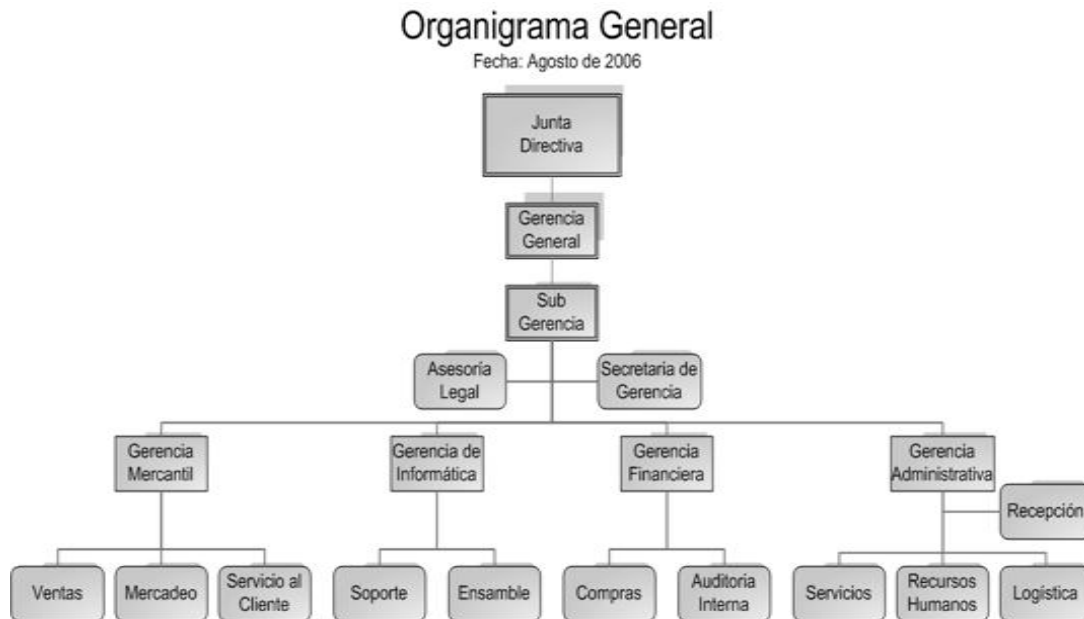 Organigrama General
Fecha: Agosto de 2006
Junta
Directiva
Gerencia
General
Sub
Gerencia
Asesoría
Legal
Secretaria de
Gerencia
Gerencia
Mercantil
Gerencia de
Informática
Gerencia
Financiera
Gerencia
Administrativa
Recepción
Ventas
Mercadeo
Servicio al
Cliente
Soporte
Ensamble
Compras
Auditoria
Interna
Servicios
Recursos
Humanos
Logística